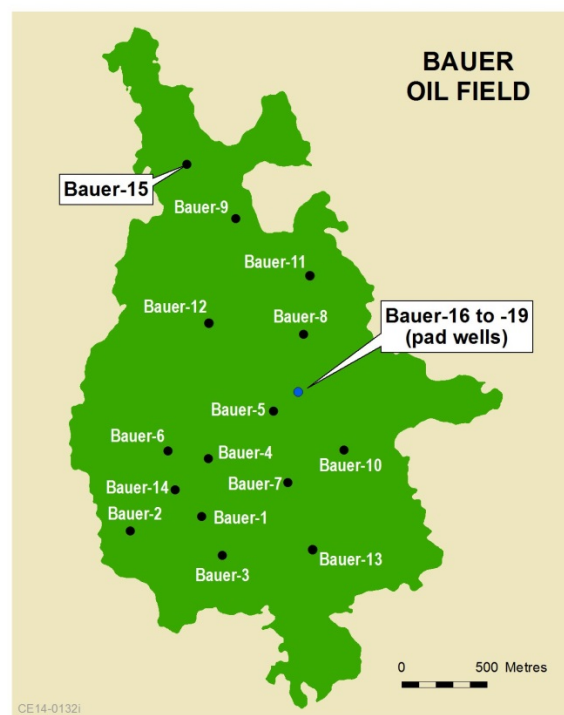 BAUER
OIL FIELD
Bauer-15
Bauer-9
Bauer-11
Bauer-12
Bauer-8
Bauer-16 to -19
(pad wells)
Bauer-5
Bauer-6
Bauer-4
Bauer-10
Bauer-7
Bauer-14
Bauer-2
Bauer-1
Bauer-3
Bauer-13
0 500 Metres
CE14-0132i